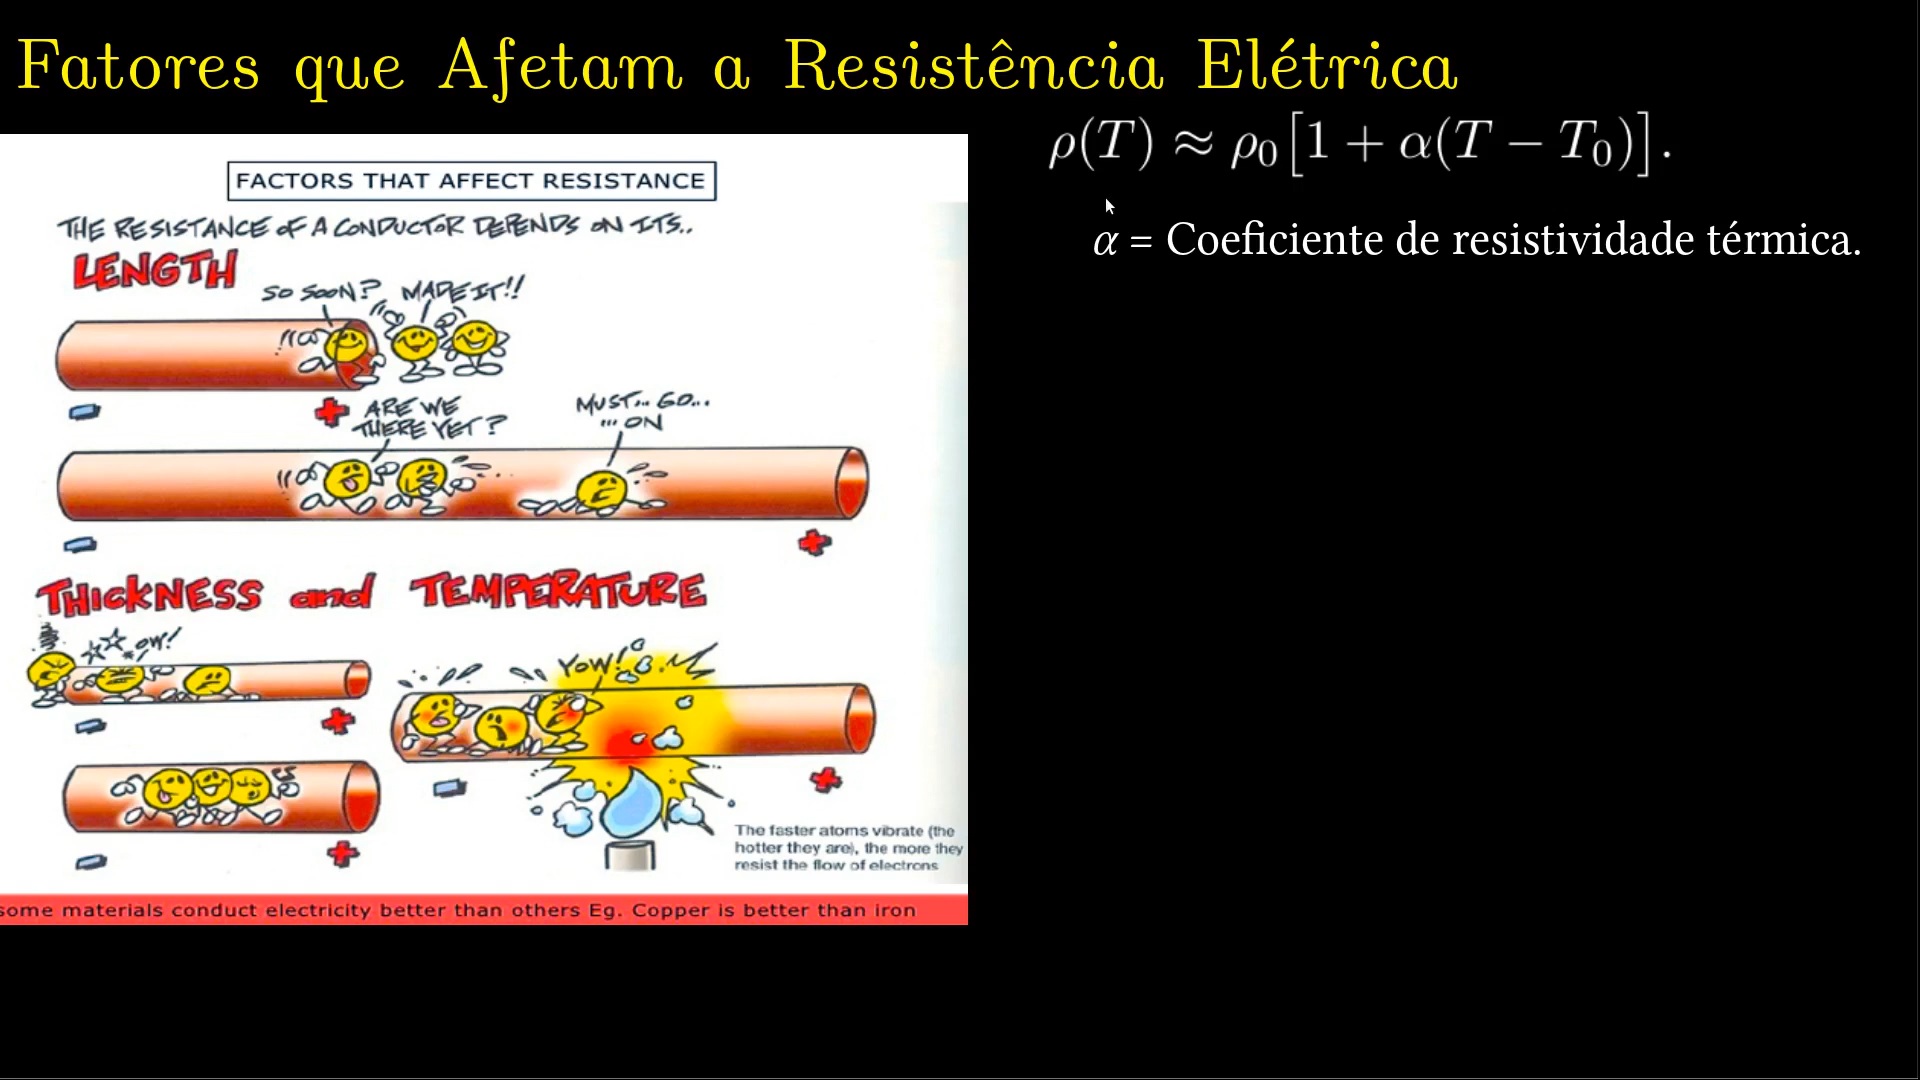 Fatores que Afetam a Resistência Elétrica
ρ(T) ≈ ρ₀[1 + α(T − T₀)].
α = Coeficiente de resistividade térmica.
FACTORS THAT AFFECT RESISTANCE
THE RESISTANCE OF A CONDUCTOR DEPENDS ON ITS..
LENGTH
SO SOON? MADE IT!!
ARE WE
THERE YET?
MUST... GO...
... ON
THICKNESS and TEMPERATURE
OW!
YOW!
The faster atoms vibrate (the
hotter they are), the more they
resist the flow of electrons
some materials conduct electricity better than others Eg. Copper is better than iron